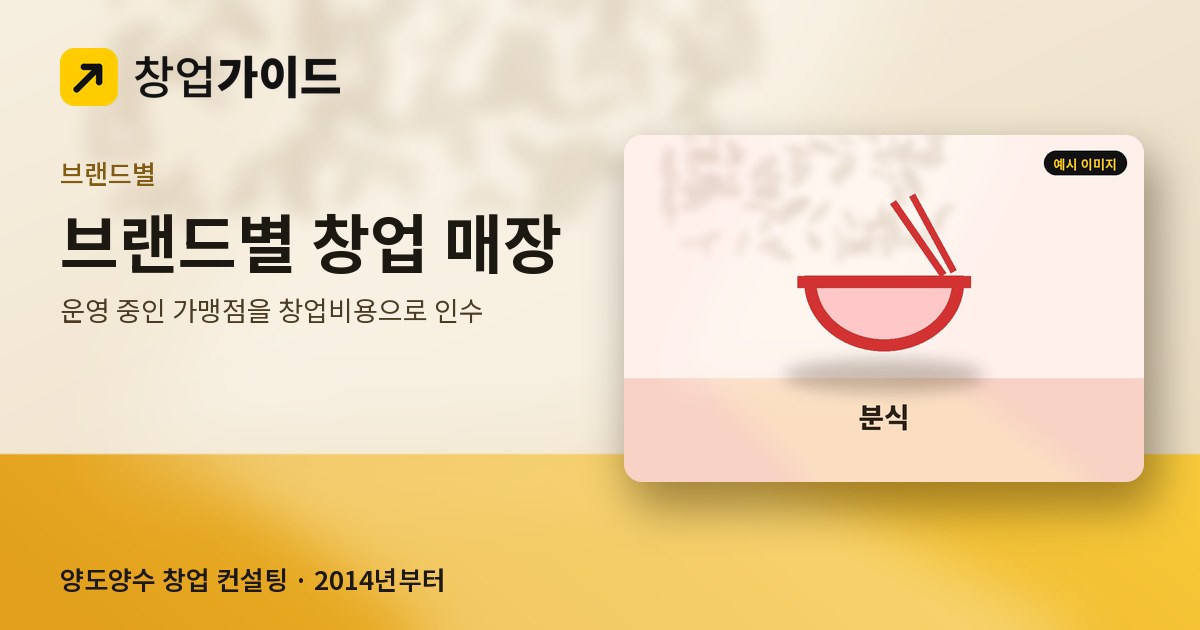 창업가이드
브랜드별
브랜드별 창업 매장
운영 중인 가맹점을 창업비용으로 인수
예시 이미지
분식
양도양수 창업 컨설팅 · 2014년부터